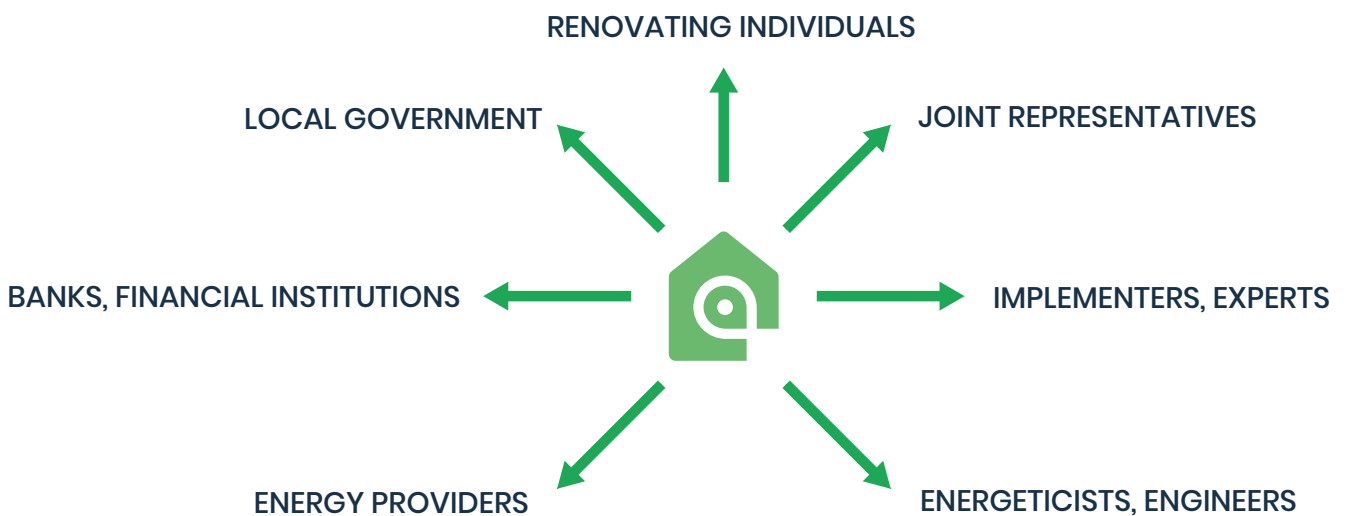 RENOVATING INDIVIDUALS
LOCAL GOVERNMENT
JOINT REPRESENTATIVES
BANKS, FINANCIAL INSTITUTIONS
IMPLEMENTERS, EXPERTS
ENERGY PROVIDERS
ENERGETICISTS, ENGINEERS